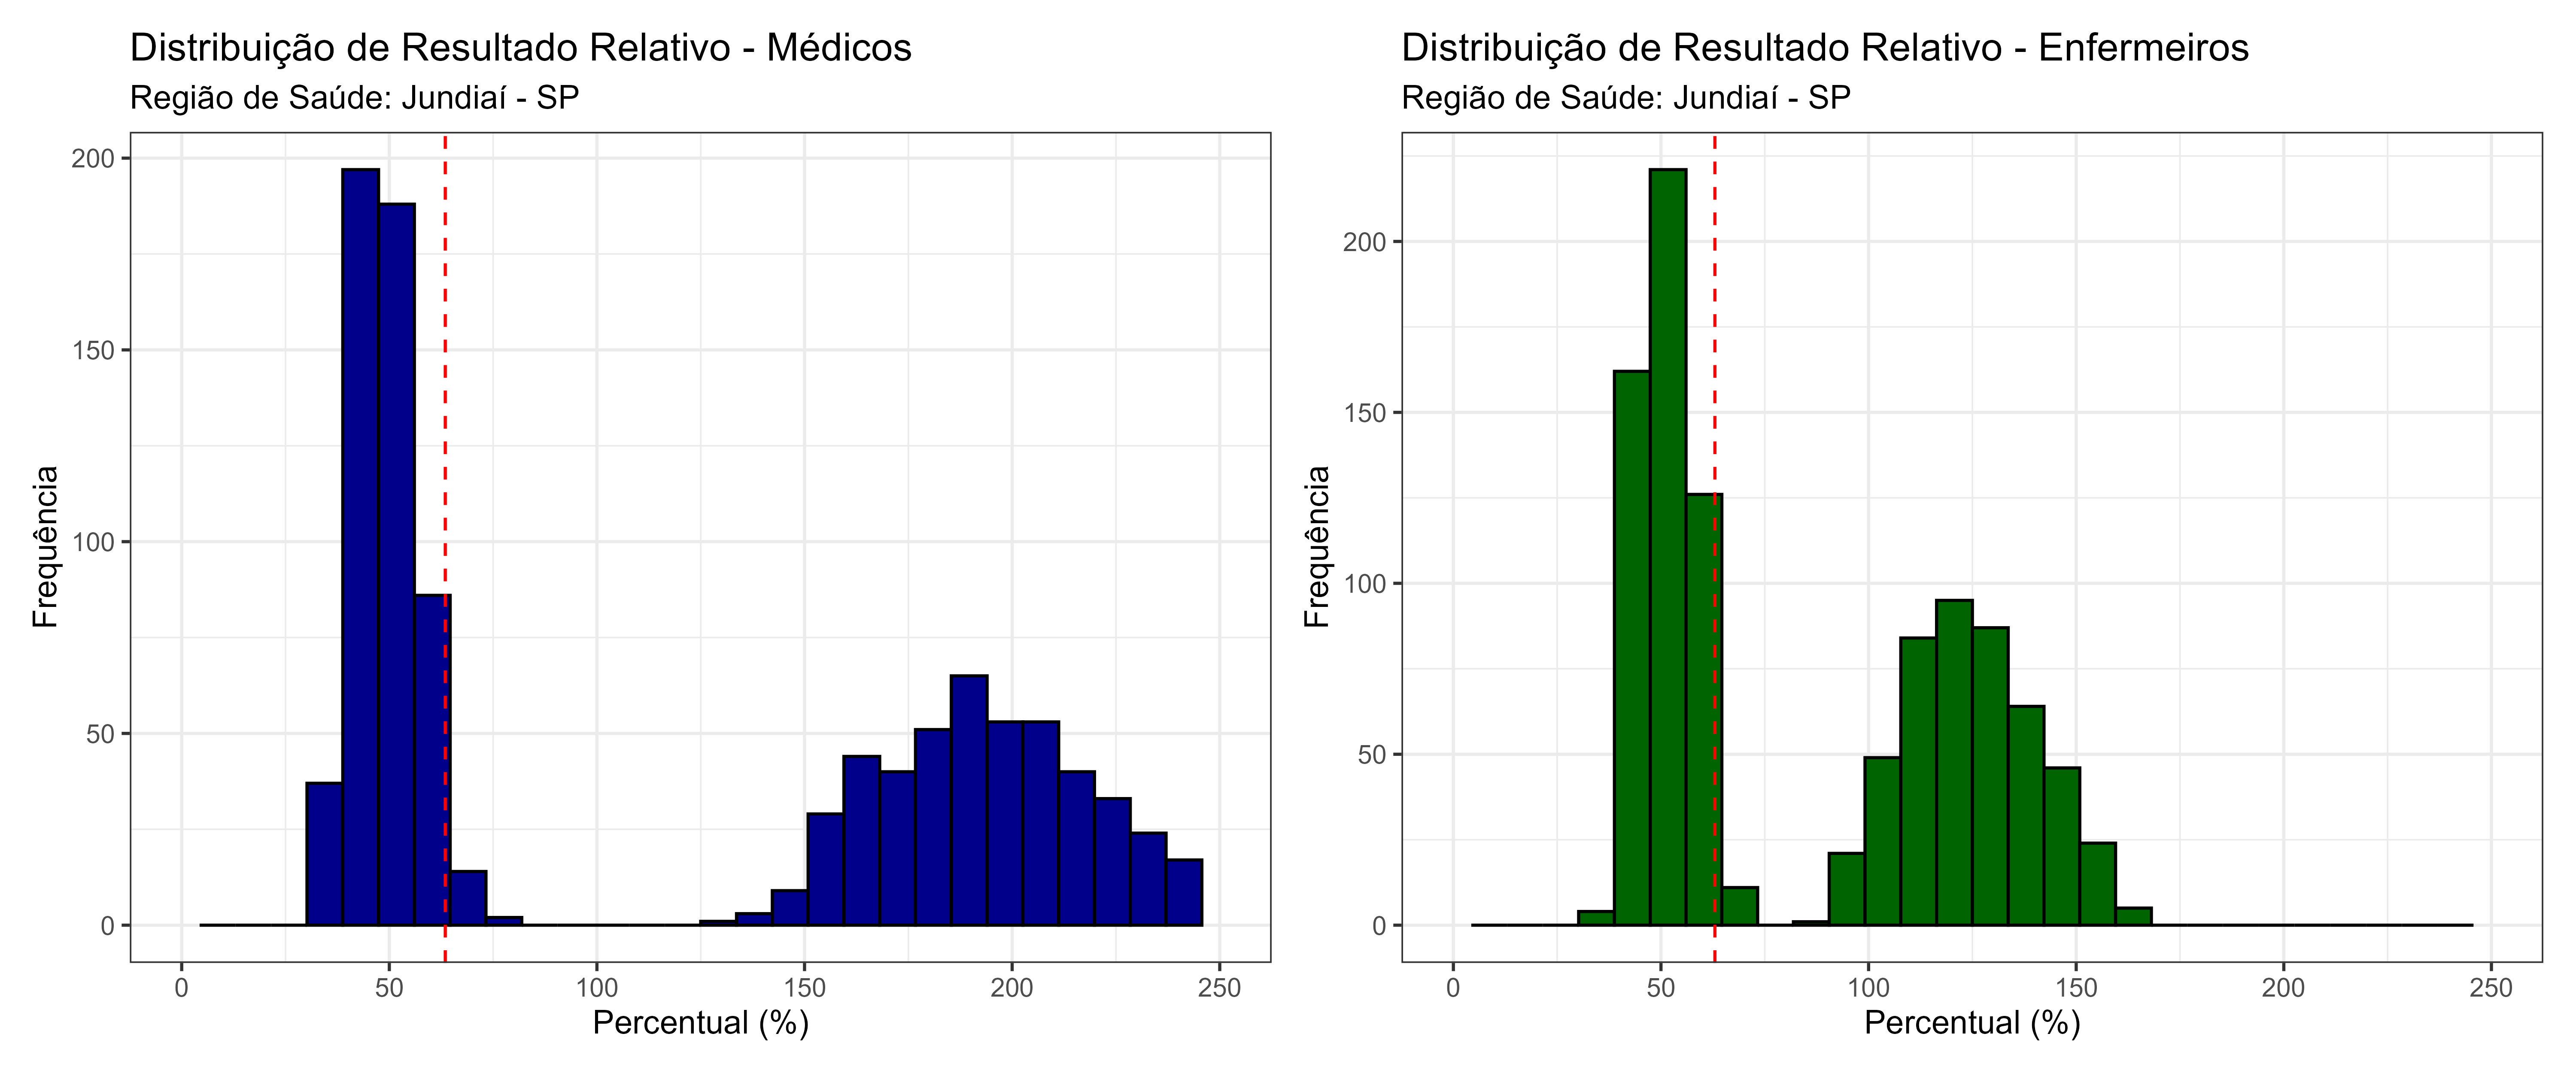 Distribuição de Resultado Relativo - Médicos
Região de Saúde: Jundiaí - SP
200
150
100
50
0
Frequência
0 50 100 150 200 250
Percentual (%)
Distribuição de Resultado Relativo - Enfermeiros
Região de Saúde: Jundiaí - SP
200
150
100
50
0
Frequência
0 50 100 150 200 250
Percentual (%)